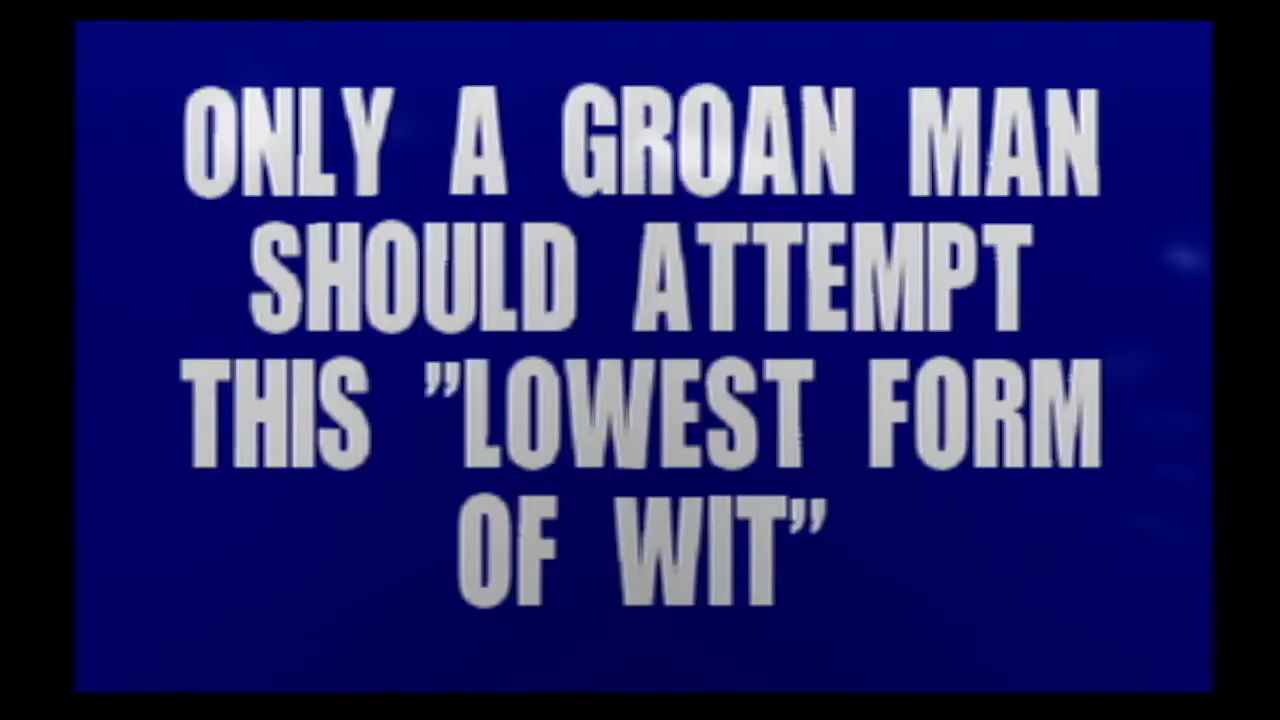 ONLY A GROAN MAN
SHOULD ATTEMPT
THIS ”LOWEST FORM
OF WIT”